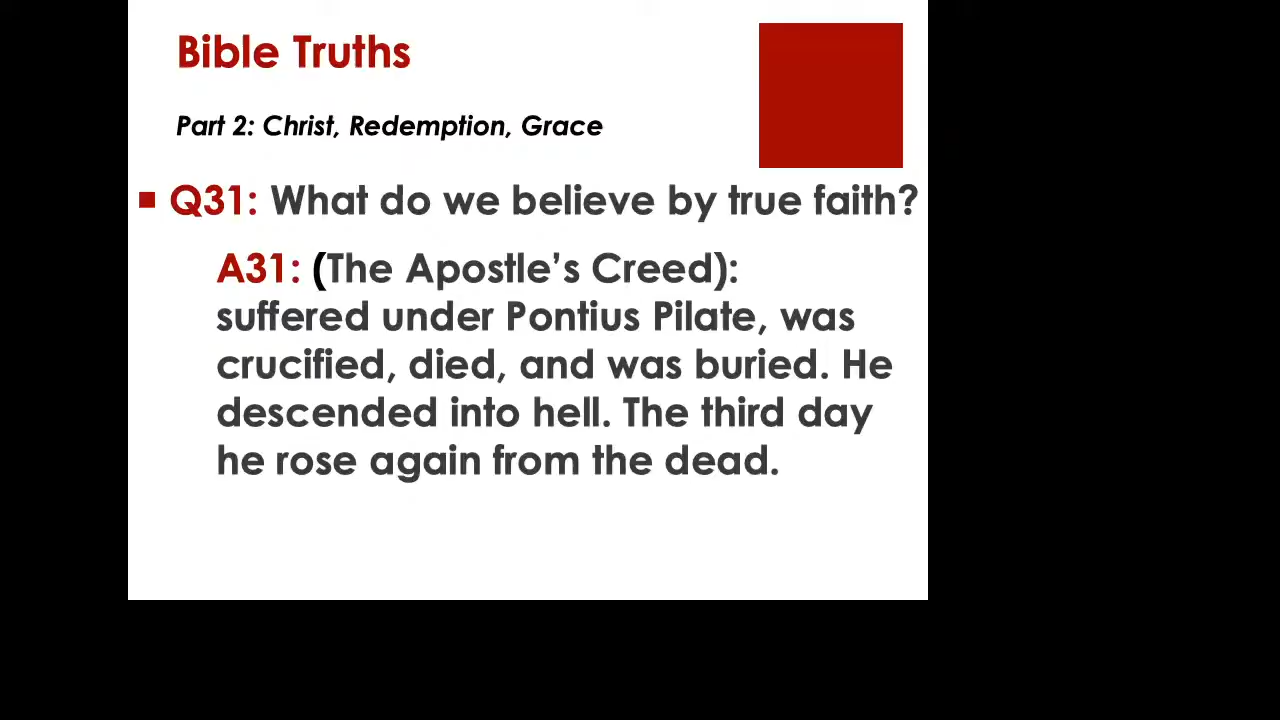 Bible Truths
Part 2: Christ, Redemption, Grace
Q31: What do we believe by true faith?
A31: (The Apostle’s Creed):
suffered under Pontius Pilate, was
crucified, died, and was buried. He
descended into hell. The third day
he rose again from the dead.